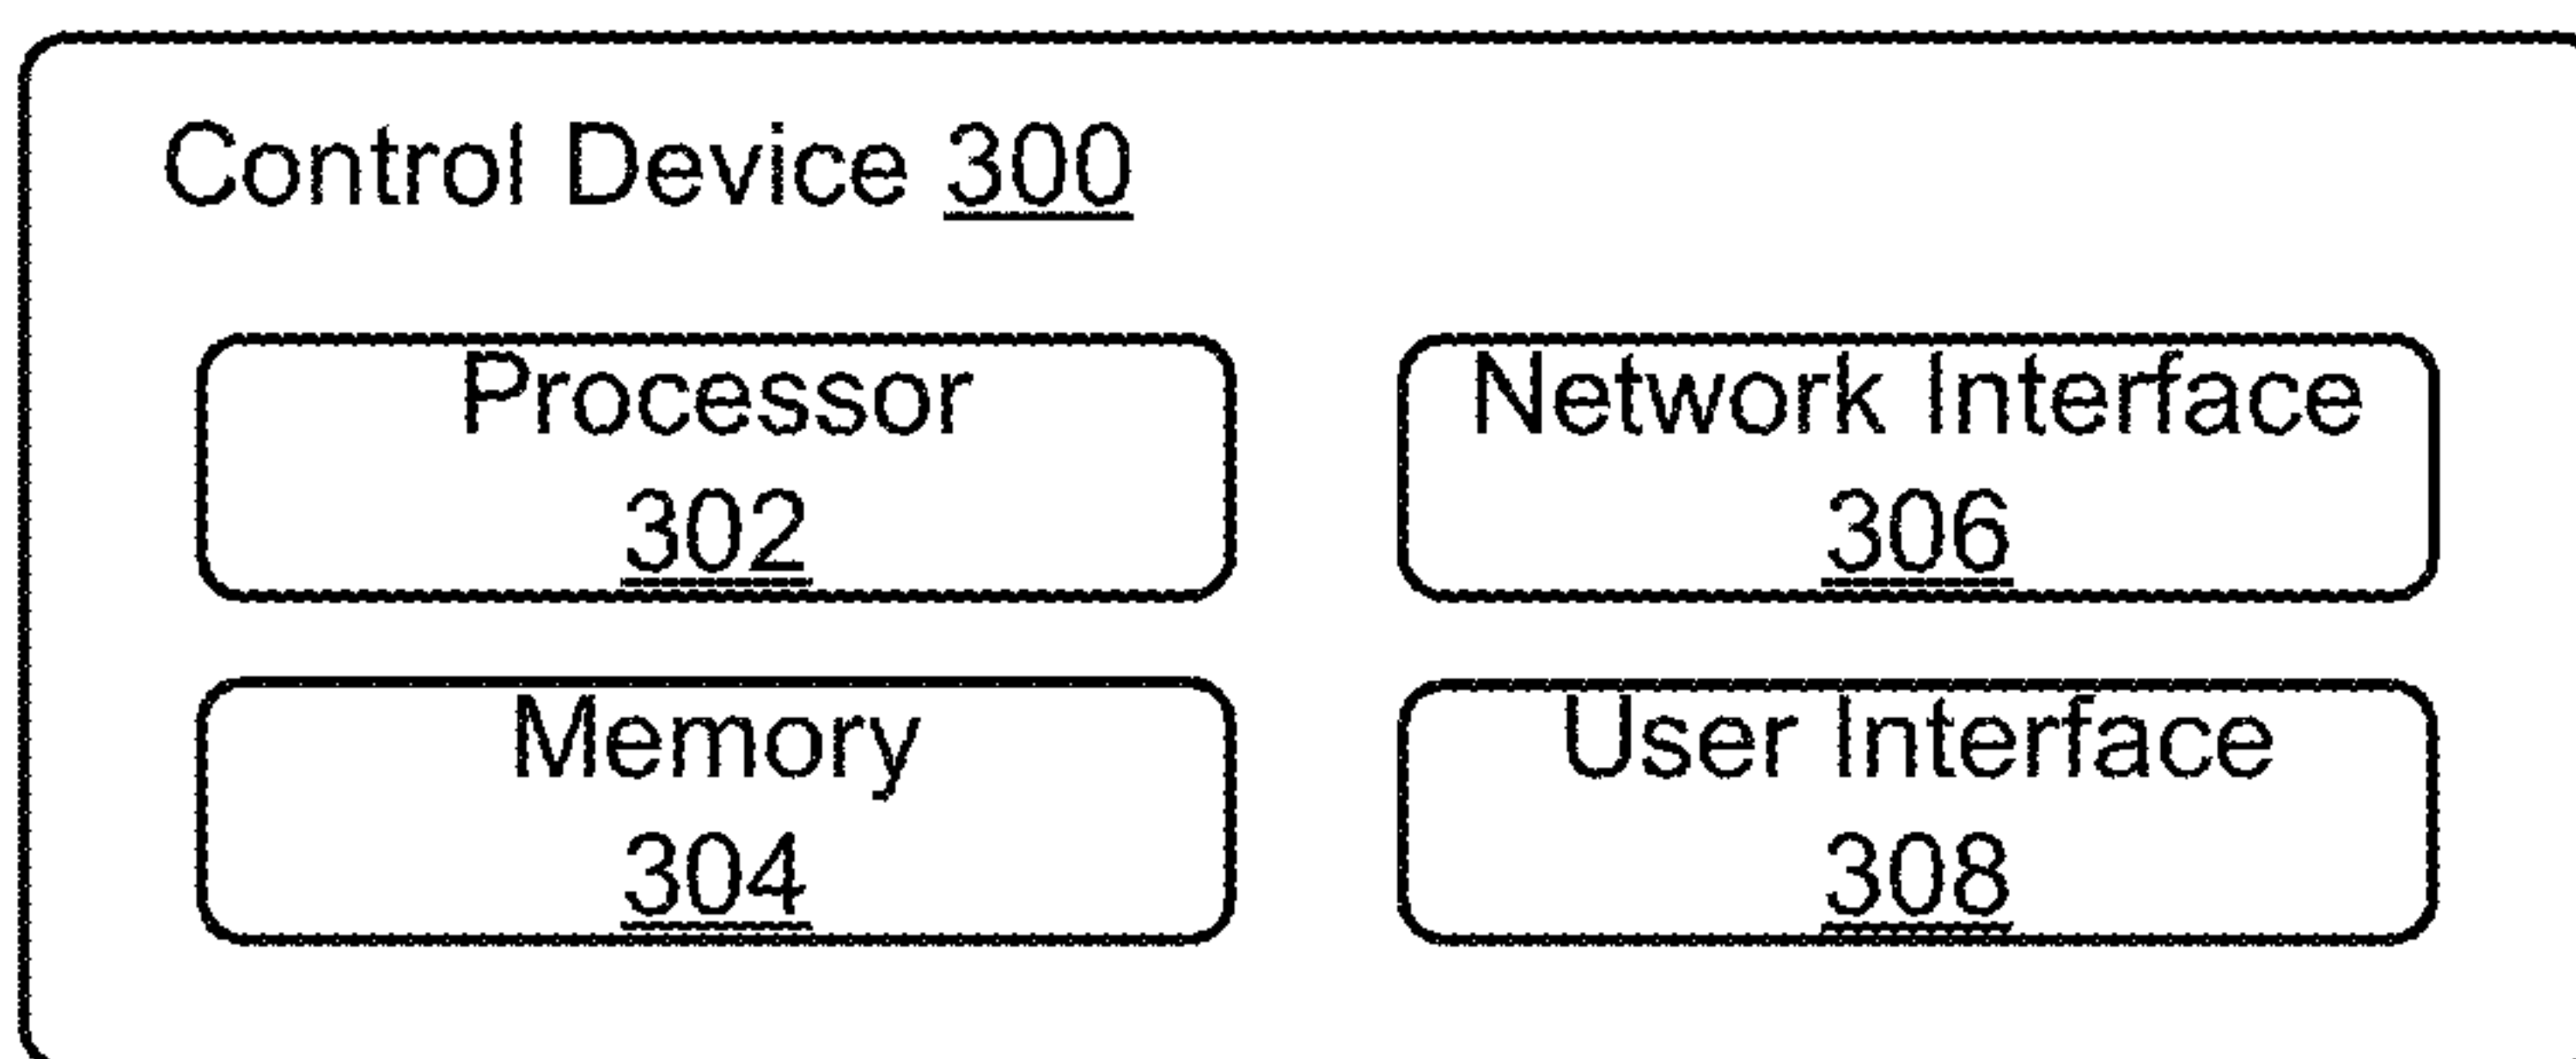 Control Device 300
Processor
302
Network Interface
306
Memory
304
User Interface
308